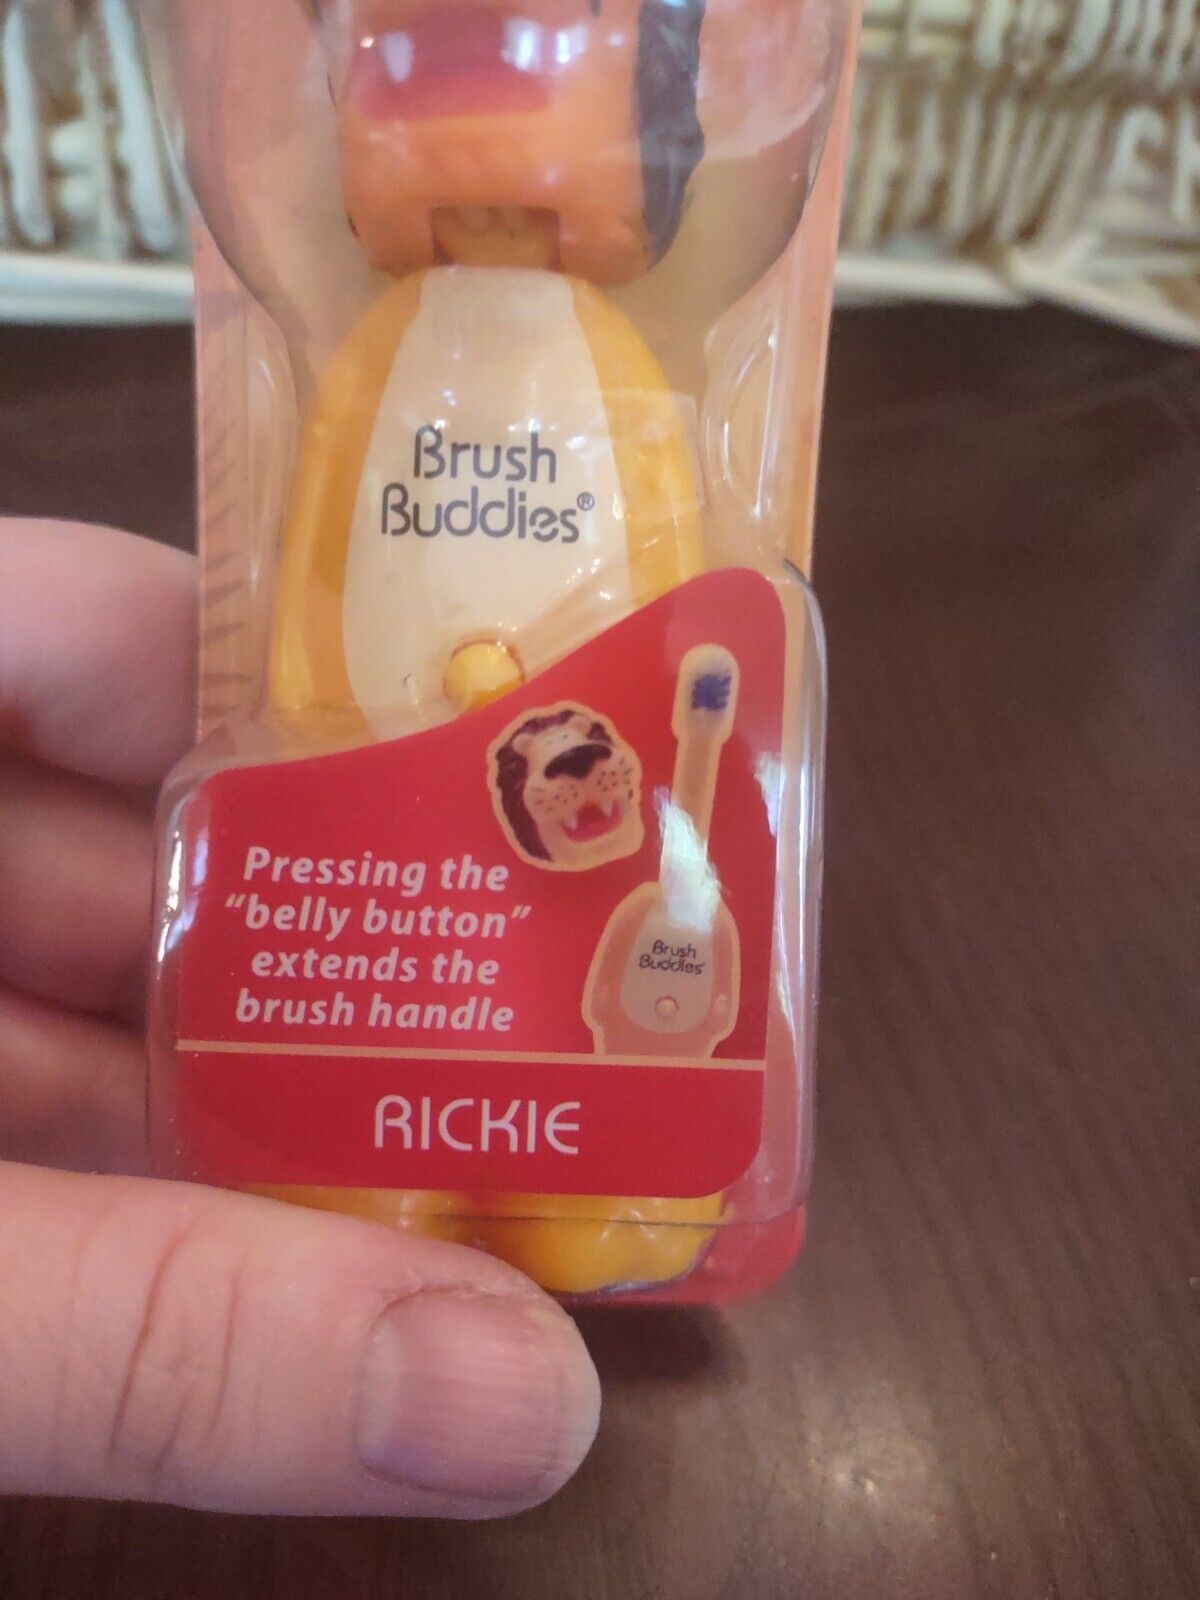 Brush
Buddies®
Pressing the
"belly button"
extends the
brush handle
Brush
Buddies
RICKIE